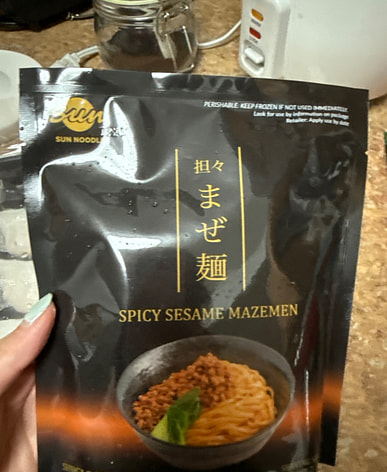 Sun
SUN NOODLE
PERISHABLE: KEEP FROZEN IF NOT USED IMMEDIATELY.
Look for use by information on package
Retailer: Apply use by date
担々
まぜ麺
SPICY SESAME MAZEMEN